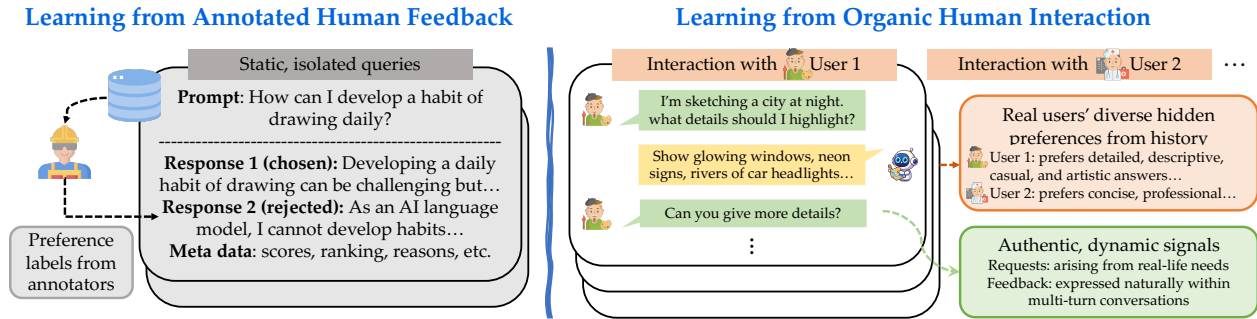 Learning from Annotated Human Feedback
Static, isolated queries
Prompt: How can I develop a habit of
drawing daily?
Response 1 (chosen): Developing a daily
habit of drawing can be challenging but…
Response 2 (rejected): As an AI language
model, I cannot develop habits…
Meta data: scores, ranking, reasons, etc.
Preference
labels from
annotators
Learning from Organic Human Interaction
Interaction with User 1
I'm sketching a city at night.
what details should I highlight?
Show glowing windows, neon
signs, rivers of car headlights…
Can you give more details?
⋮
Interaction with User 2
…
Real users' diverse hidden
preferences from history
User 1: prefers detailed, descriptive,
casual, and artistic answers…
User 2: prefers concise, professional…
Authentic, dynamic signals
Requests: arising from real-life needs
Feedback: expressed naturally within
multi-turn conversations